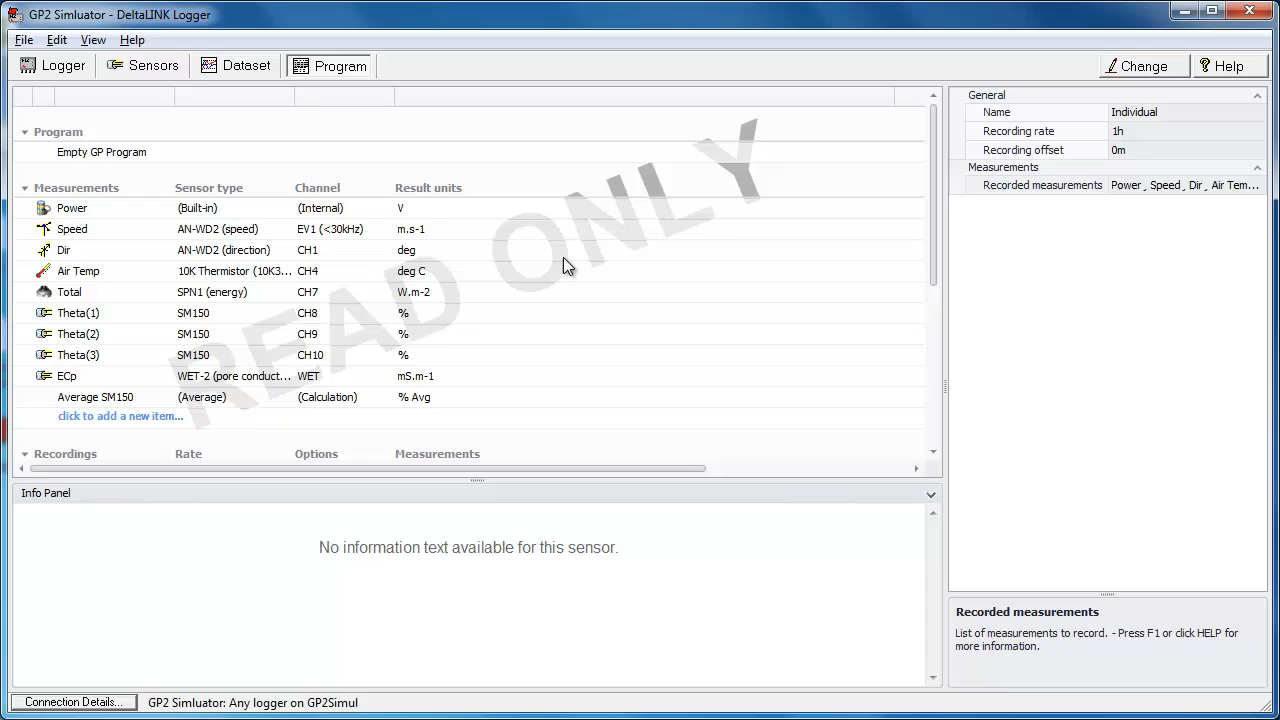 GP2 Simluator - DeltaLINK Logger
File Edit View Help
Logger Sensors Dataset Program Change Help
Program
Empty GP Program
Measurements Sensor type Channel Result units
Power (Built-in) (Internal) V
Speed AN-WD2 (speed) EV1 (<30kHz) m.s-1
Dir AN-WD2 (direction) CH1 deg
Air Temp 10K Thermistor (10K3... CH4 deg C
Total SPN1 (energy) CH7 W.m-2
Theta(1) SM150 CH8 %
Theta(2) SM150 CH9 %
Theta(3) SM150 CH10 %
ECp WET-2 (pore conduct... WET mS.m-1
Average SM150 (Average) (Calculation) % Avg
click to add a new item...
Recordings Rate Options Measurements
READ ONLY
General
Name Individual
Recording rate 1h
Recording offset 0m
Measurements
Recorded measurements Power , Speed , Dir , Air Tem...
Info Panel
No information text available for this sensor.
Recorded measurements
List of measurements to record. - Press F1 or click HELP for
more information.
Connection Details... GP2 Simluator: Any logger on GP2Simul